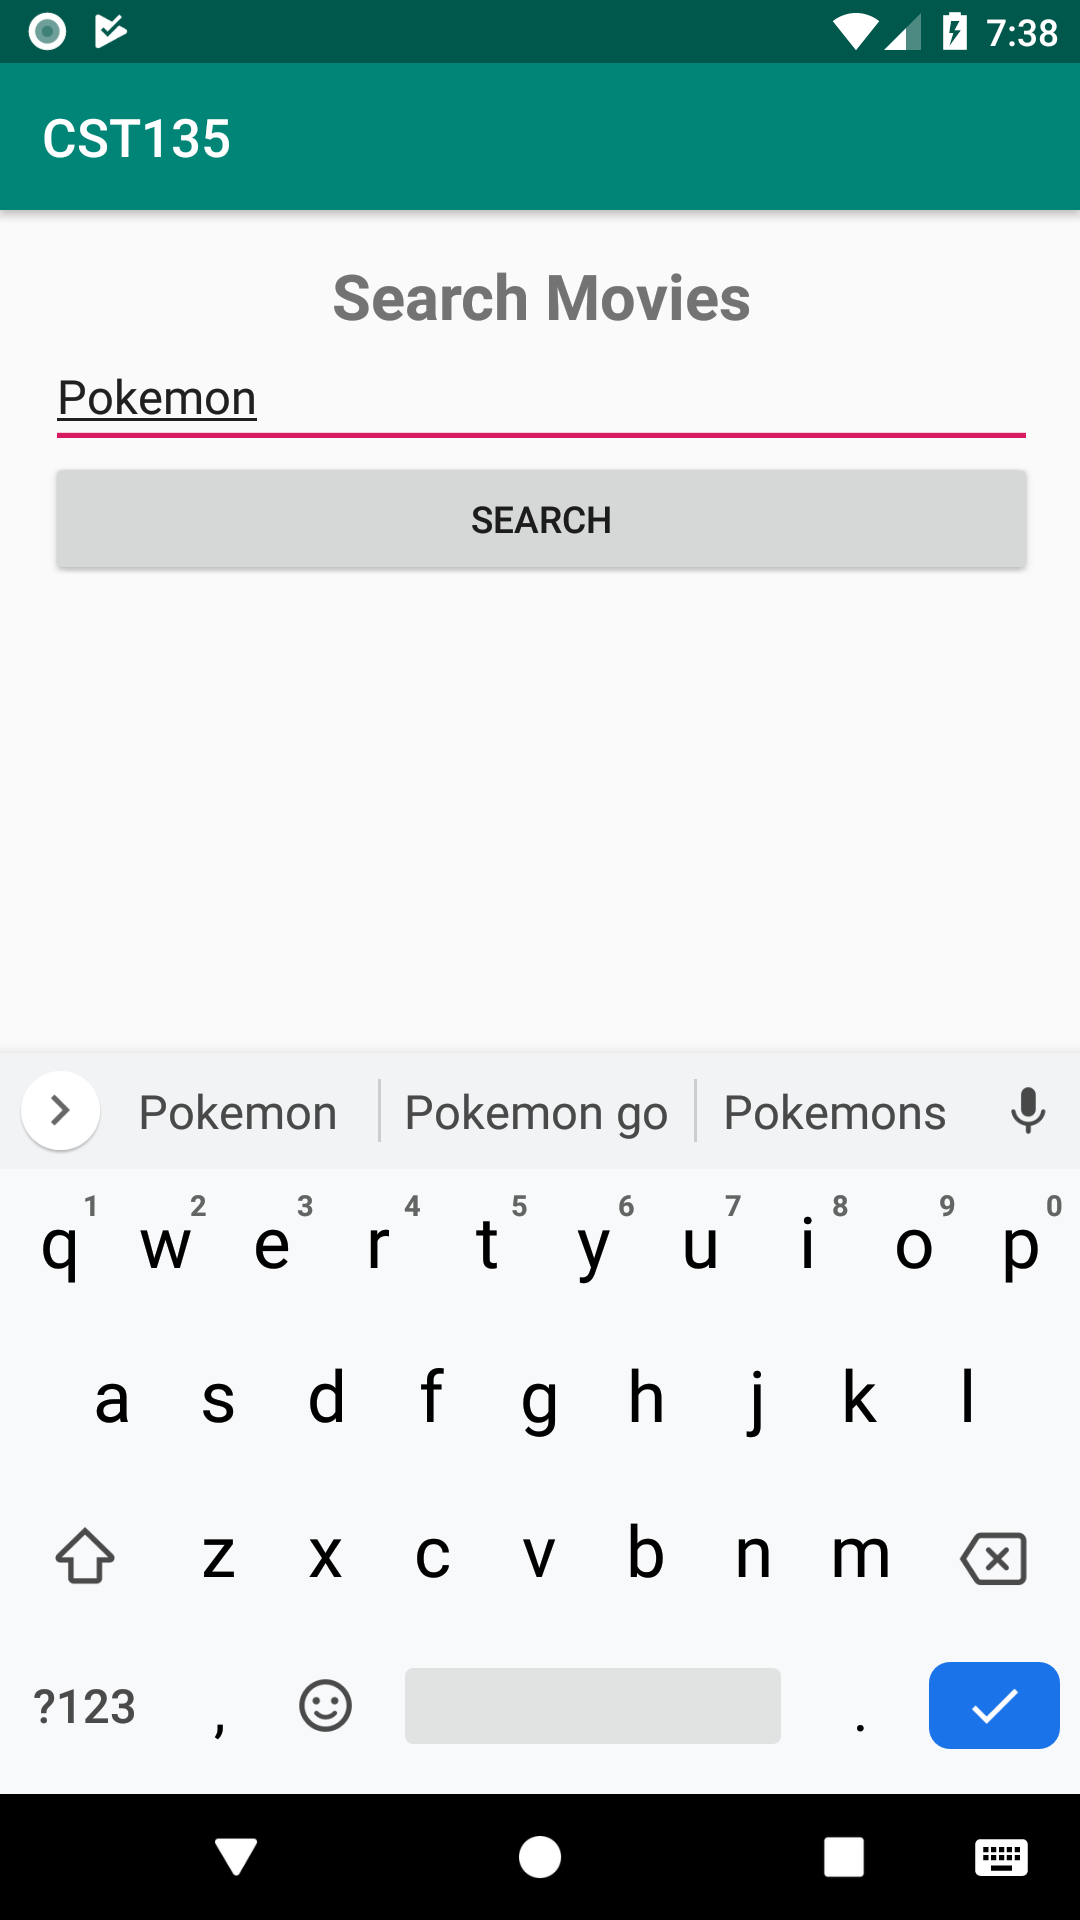 7:38
CST135
Search Movies
Pokemon
SEARCH
Pokemon Pokemon go Pokemons
1 2 3 4 5 6 7 8 9 0
q w e r t y u i o p
a s d f g h j k l
z x c v b n m
?123 , .